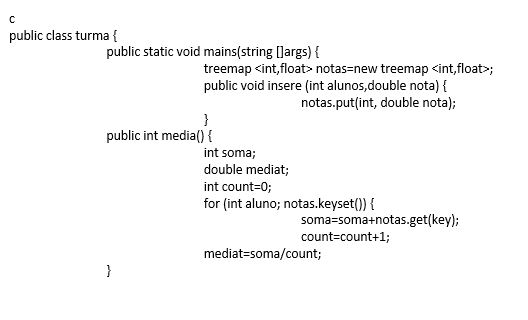 c
public class turma {
public static void mains(string []args) {
treemap <int,float> notas=new treemap <int,float>;
public void insere (int alunos,double nota) {
notas.put(int, double nota);
}
public int media() {
int soma;
double mediat;
int count=0;
for (int aluno; notas.keyset()) {
soma=soma+notas.get(key);
count=count+1;
mediat=soma/count;
}